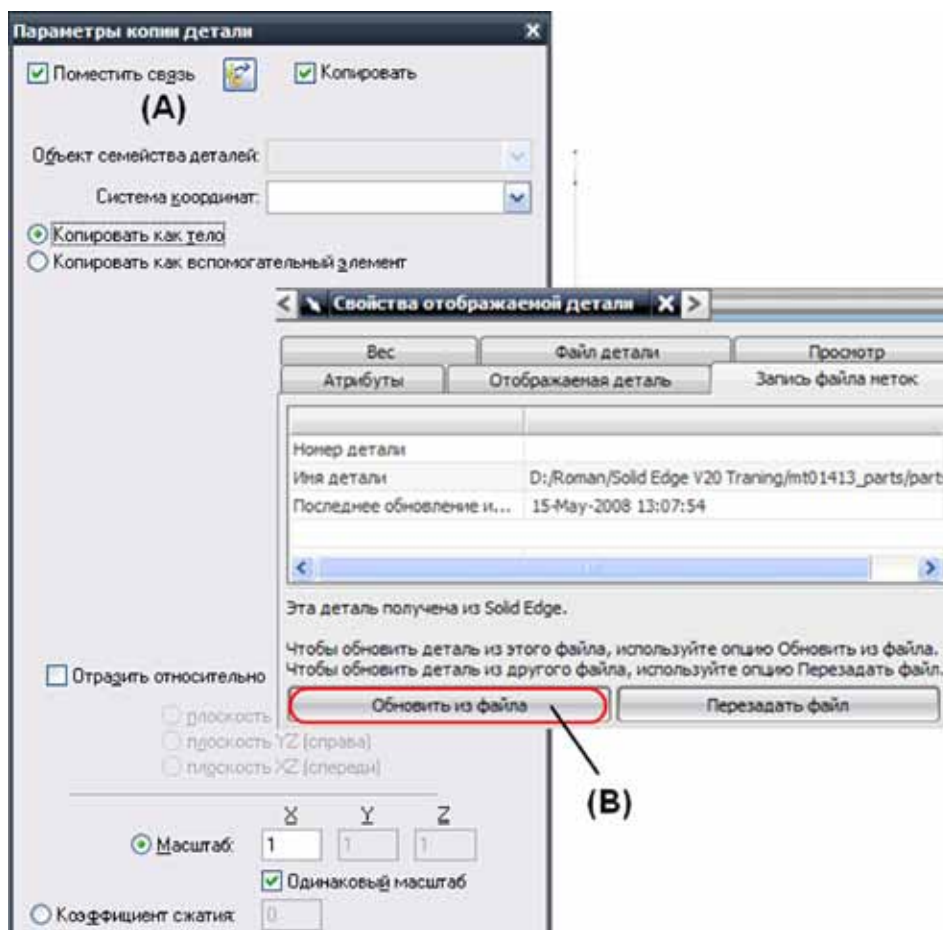 Параметры копии детали
Поместить связь
Копировать
(A)
Объект семейства деталей:
Система координат:
Копировать как тело
Копировать как вспомогательный элемент
Свойства отображаемой детали
Вес
Файл детали
Просмотр
Атрибуты
Отображаемая деталь
Запись файла меток
Номер детали
Имя детали
D:/Roman/Solid Edge V20 Traning/mt01413_parts/part
Последнее обновление и...
15-May-2008 13:07:54
Эта деталь получена из Solid Edge.
Чтобы обновить деталь из этого файла, используйте опцию Обновить из файла.
Чтобы обновить деталь из другого файла, используйте опцию Перезадать файл.
Отразить относительно
Обновить из файла
Перезадать файл
плоскость
плоскость YZ (справа)
плоскость XZ (спереди)
(B)
X Y Z
Масштаб: 1 1 1
Одинаковый масштаб
Коэффициент сжатия: 0